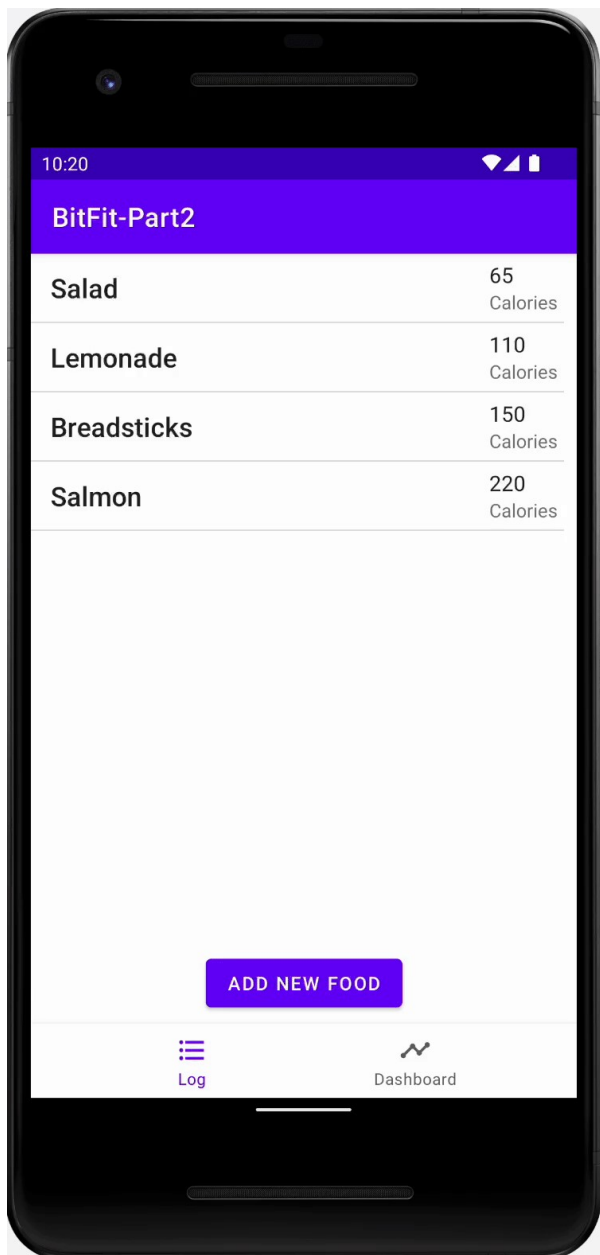 10:20
BitFit-Part2
Salad
65
Calories
Lemonade
110
Calories
Breadsticks
150
Calories
Salmon
220
Calories
ADD NEW FOOD
Log
Dashboard